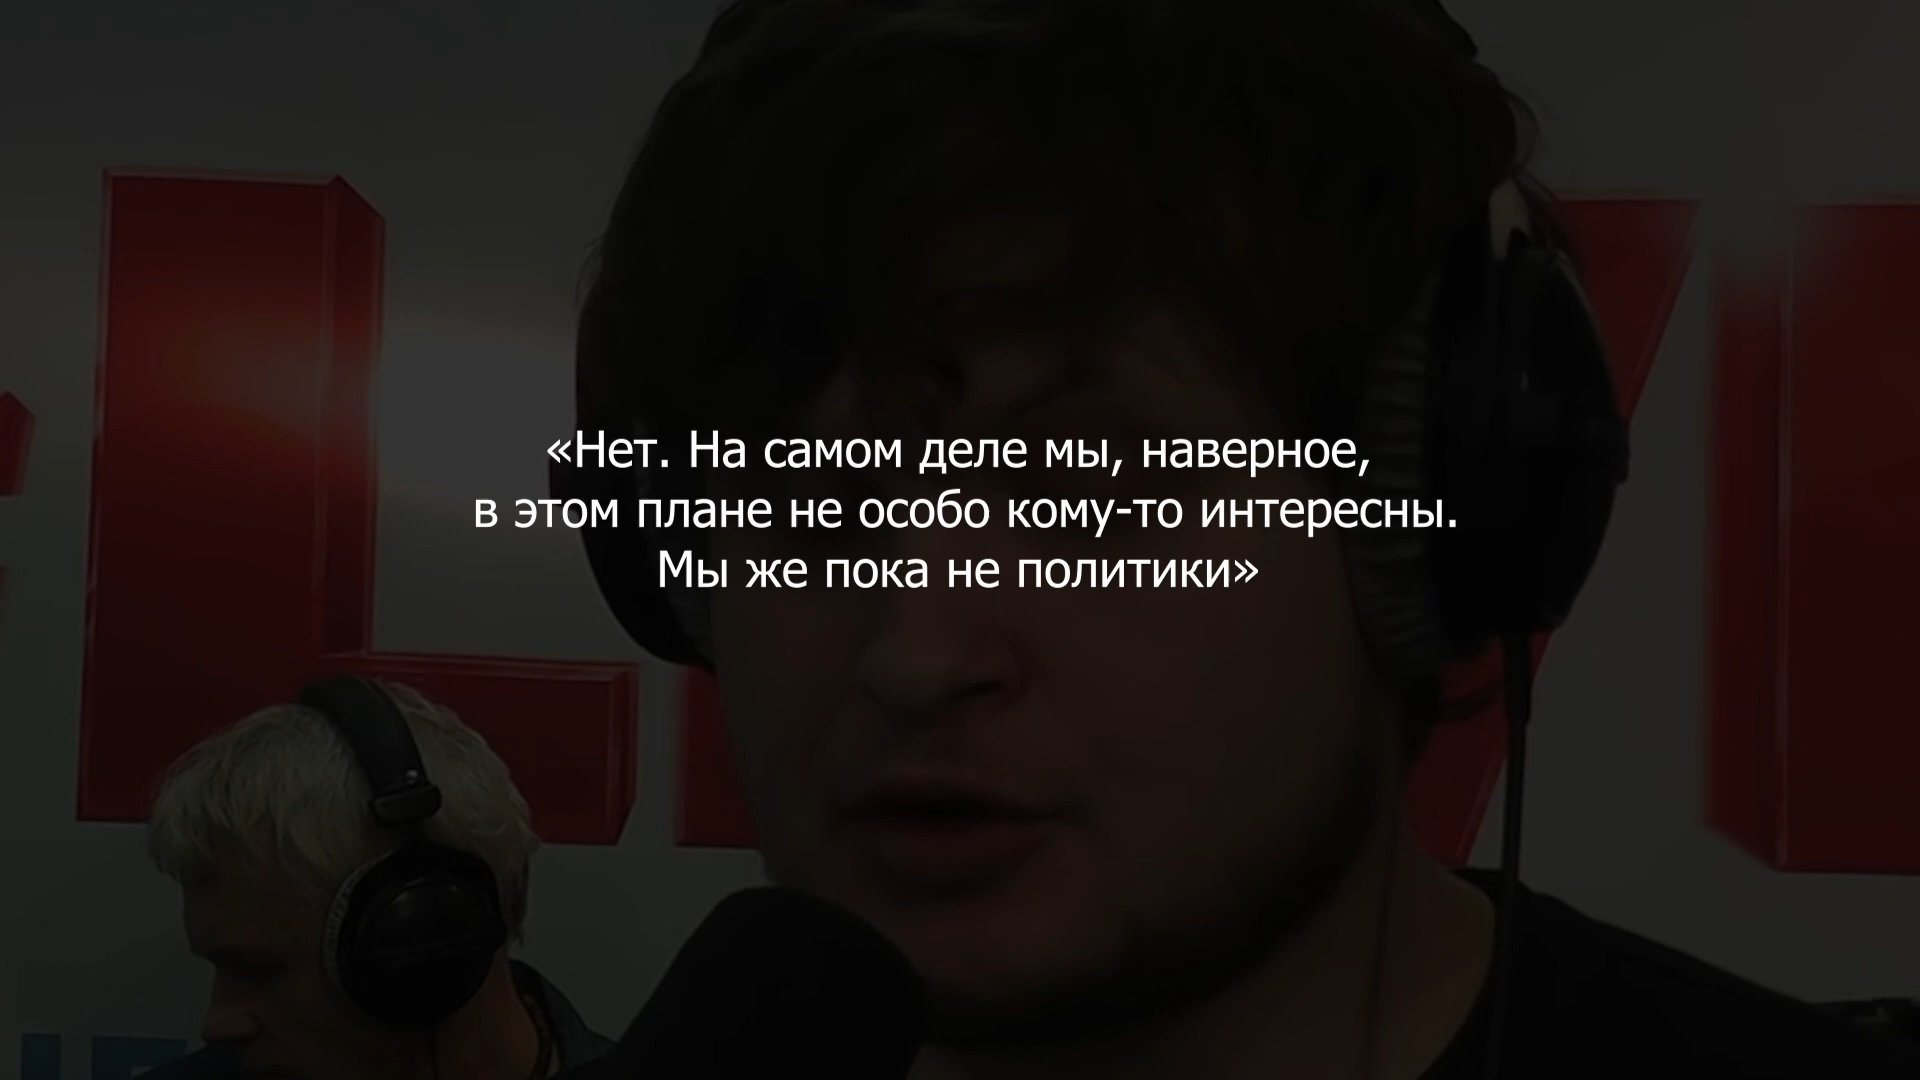 «Нет. На самом деле мы, наверное,
в этом плане не особо кому-то интересны.
Мы же пока не политики»